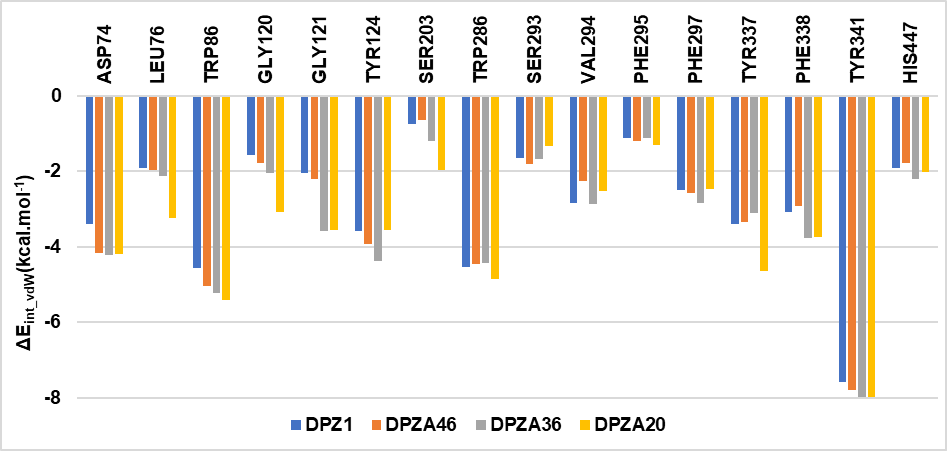 ASP74
LEU76
TRP86
GLY120
GLY121
TYR124
SER203
TRP286
SER293
VAL294
PHE295
PHE297
TYR337
PHE338
TYR341
HIS447
0
-2
-4
-6
-8
ΔEint_vdW(kcal.mol-1)
DPZ1 DPZA46 DPZA36 DPZA20